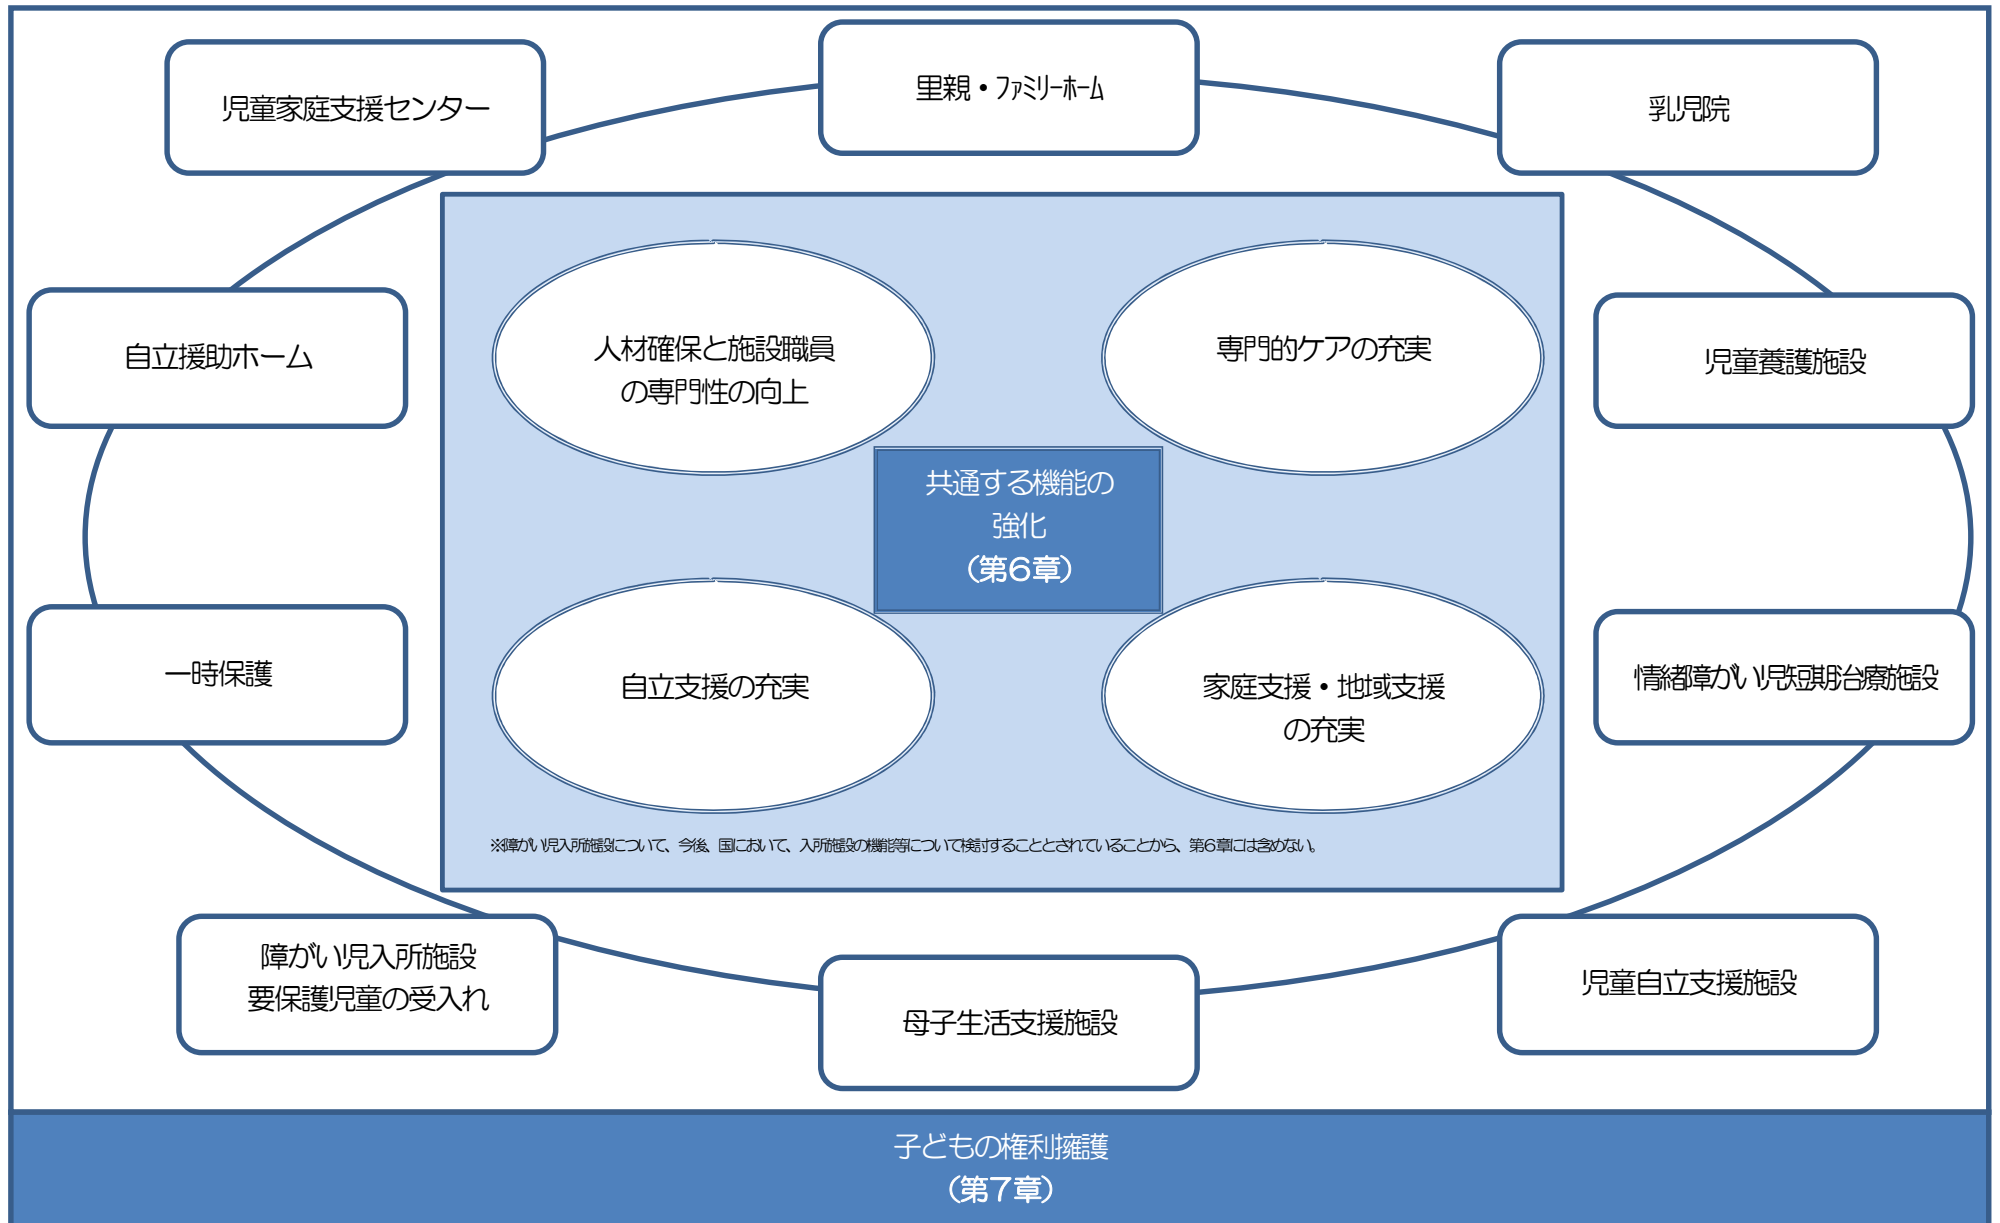 児童家庭支援センター
里親・ﾌｧﾐﾘｰﾎｰﾑ
乳児院
人材確保と施設職員
の専門性の向上
専門的ケアの充実
自立援助ホーム
児童養護施設
共通する機能の
強化
（第６章）
一時保護
自立支援の充実
家庭支援・地域支援
の充実
情緒障がい児短期治療施設
※障がい児入所施設について、今後、国において、入所施設の機能等について検討することとされていることから、第６章には含めない。
障がい児入所施設
要保護児童の受入れ
母子生活支援施設
児童自立支援施設
子どもの権利擁護
（第７章）